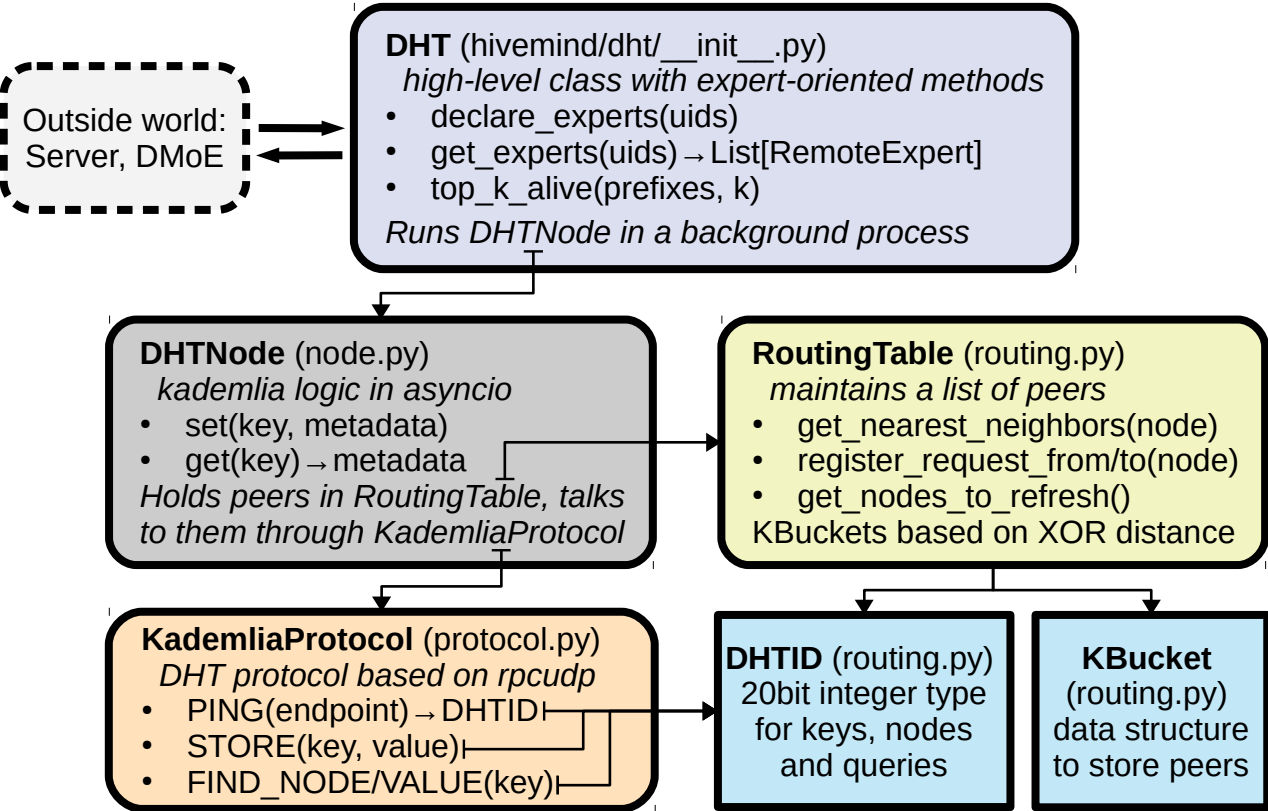 DHT (hivemind/dht/__init__.py)
high-level class with expert-oriented methods
• declare_experts(uids)
• get_experts(uids)→List[RemoteExpert]
• top_k_alive(prefixes, k)
Runs DHTNode in a background process
Outside world:
Server, DMoE
DHTNode (node.py)
kademlia logic in asyncio
• set(key, metadata)
• get(key)→metadata
Holds peers in RoutingTable, talks
to them through KademliaProtocol
RoutingTable (routing.py)
maintains a list of peers
• get_nearest_neighbors(node)
• register_request_from/to(node)
• get_nodes_to_refresh()
KBuckets based on XOR distance
KademliaProtocol (protocol.py)
DHT protocol based on rpcudp
• PING(endpoint)→DHTID
• STORE(key, value)
• FIND_NODE/VALUE(key)
DHTID (routing.py)
20bit integer type
for keys, nodes
and queries
KBucket
(routing.py)
data structure
to store peers